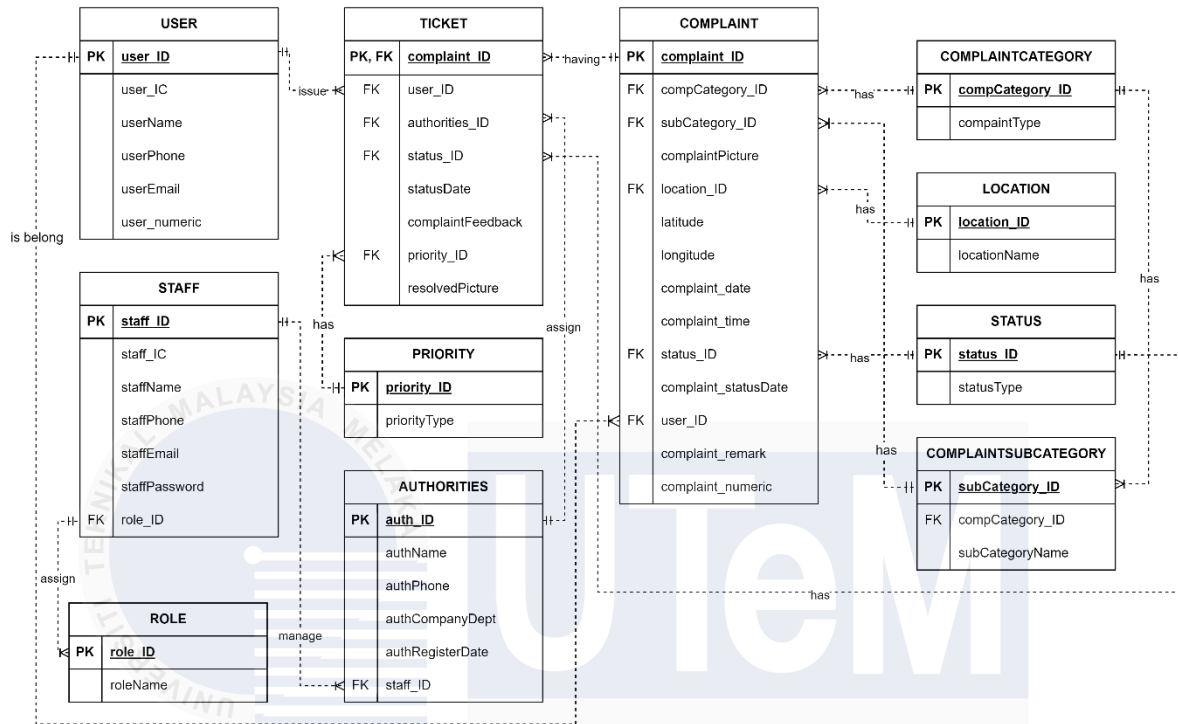 USER
PK user_ID
user_IC
userName
userPhone
userEmail
user_numeric
TICKET
PK, FK complaint_ID
FK user_ID
FK authorities_ID
FK status_ID
statusDate
complaintFeedback
FK priority_ID
resolvedPicture
COMPLAINT
PK complaint_ID
FK compCategory_ID
FK subCategory_ID
complaintPicture
FK location_ID
latitude
longitude
complaint_date
complaint_time
FK status_ID
complaint_statusDate
FK user_ID
complaint_remark
complaint_numeric
COMPLAINTCATEGORY
PK compCategory_ID
compaintType
LOCATION
PK location_ID
locationName
STATUS
PK status_ID
statusType
COMPLAINTSUBCATEGORY
PK subCategory_ID
FK compCategory_ID
subCategoryName
STAFF
PK staff_ID
staff_IC
staffName
staffPhone
staffEmail
staffPassword
FK role_ID
PRIORITY
PK priority_ID
priorityType
AUTHORITIES
PK auth_ID
authName
authPhone
authCompanyDept
authRegisterDate
FK staff_ID
ROLE
PK role_ID
roleName
issue
having
has
has
has
has
has
has
has
is belong
assign
assign
manage
UNIVERSITI TEKNIKAL MALAYSIA MELAKA
UTeM